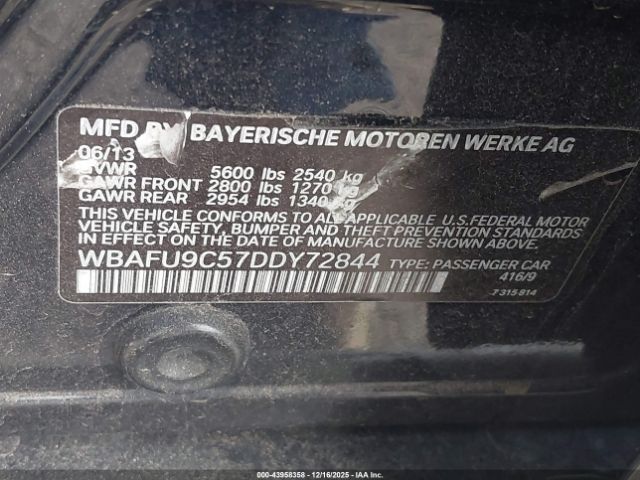 MFD BY BAYERISCHE MOTOREN WERKE AG
06/13
GVWR 5600 lbs 2540 kg
GAWR FRONT 2800 lbs 1270 kg
GAWR REAR 2954 lbs 1340 kg
THIS VEHICLE CONFORMS TO ALL APPLICABLE U.S. FEDERAL MOTOR
VEHICLE SAFETY, BUMPER AND THEFT PREVENTION STANDARDS IN
EFFECT ON THE DATE OF MANUFACTURE SHOWN ABOVE.
WBAFU9C57DDY72844 TYPE: PASSENGER CAR
416/9
7315814
000-43958358 - 12/16/2025 - IAA Inc.